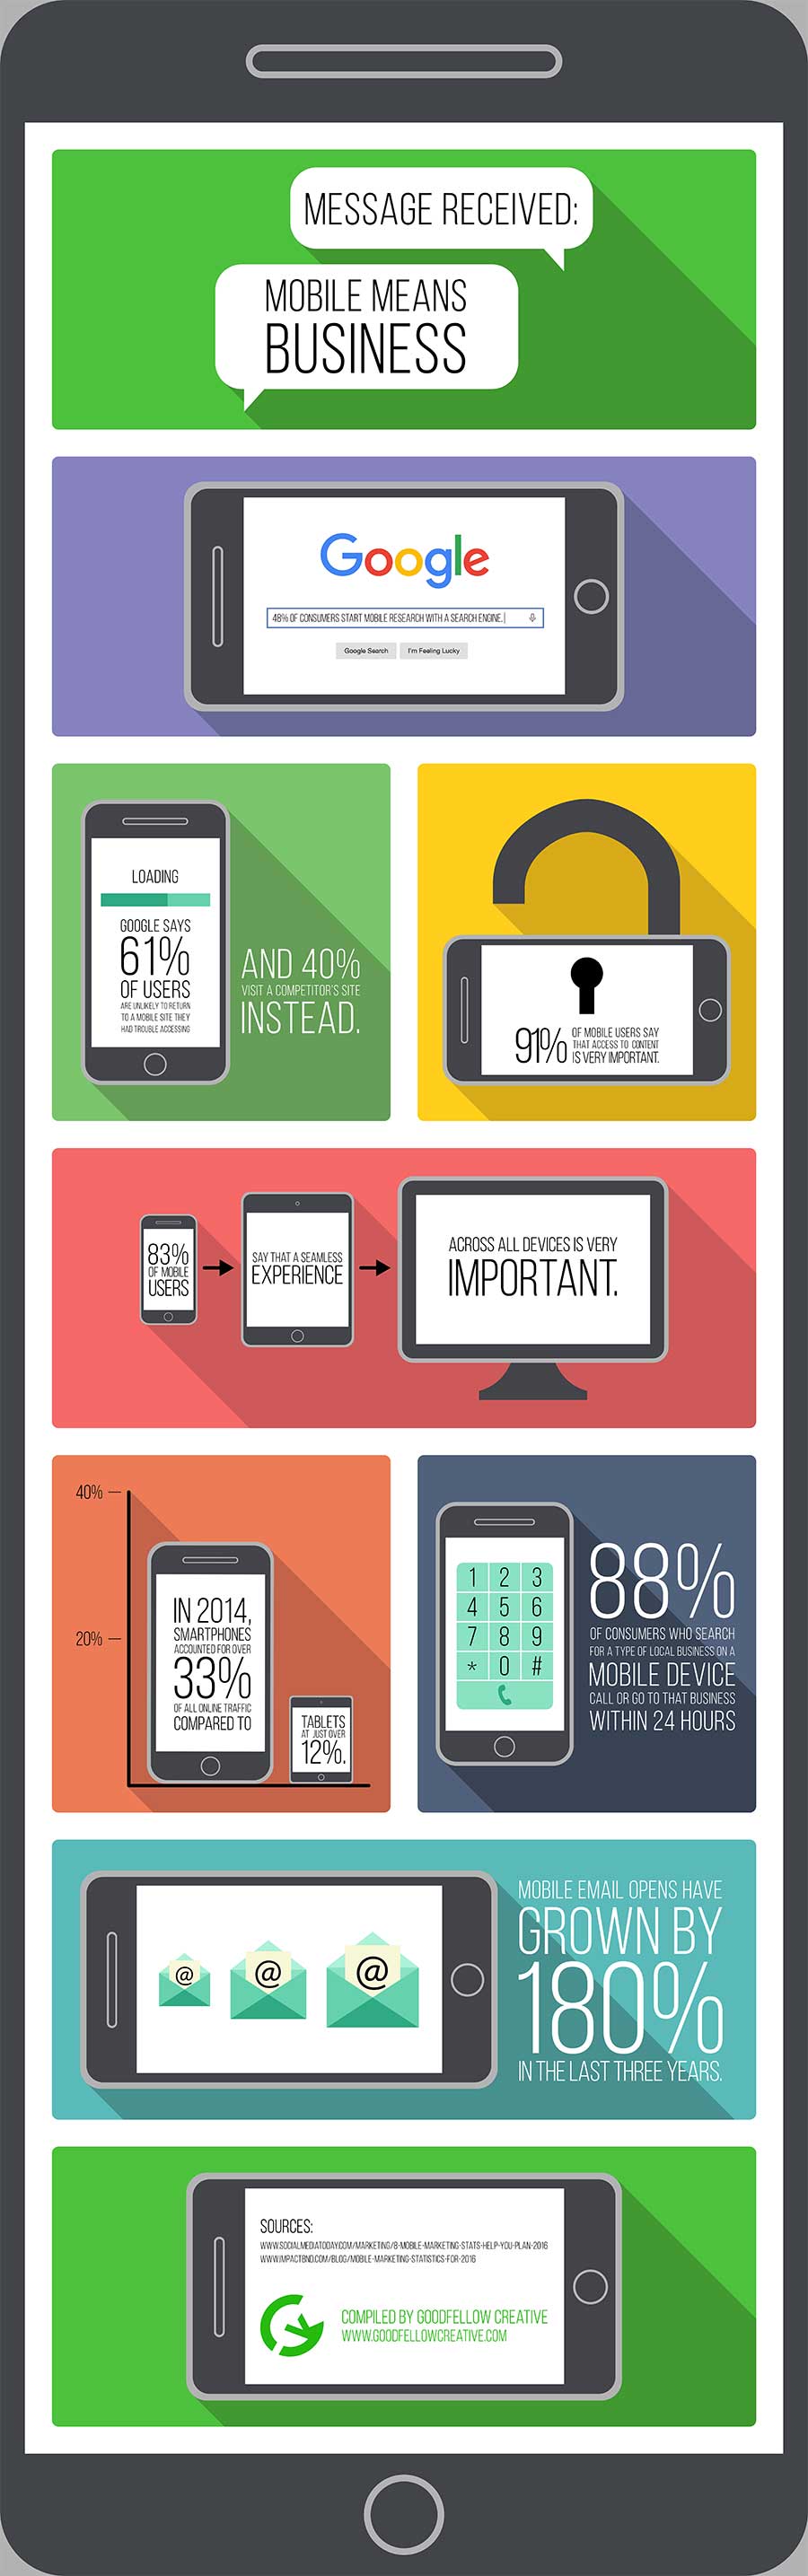 MESSAGE RECEIVED:
MOBILE MEANS
BUSINESS
Google
48% OF CONSUMERS START MOBILE RESEARCH WITH A SEARCH ENGINE.
Google Search
I'm Feeling Lucky
LOADING
GOOGLE SAYS
61%
OF USERS
ARE UNLIKELY TO RETURN
TO A MOBILE SITE THEY
HAD TROUBLE ACCESSING
AND 40%
VISIT A COMPETITOR'S SITE
INSTEAD.
91%
OF MOBILE USERS SAY
THAT ACCESS TO CONTENT
IS VERY IMPORTANT.
83%
OF MOBILE
USERS
SAY THAT A SEAMLESS
EXPERIENCE
ACROSS ALL DEVICES IS VERY
IMPORTANT.
40%
20%
IN 2014,
SMARTPHONES
ACCOUNTED FOR OVER
33%
OF ALL ONLINE TRAFFIC
COMPARED TO
TABLETS
AT JUST OVER
12%.
1 2 3
4 5 6
7 8 9
* 0 #
88%
OF CONSUMERS WHO SEARCH
FOR A TYPE OF LOCAL BUSINESS ON A
MOBILE DEVICE
CALL OR GO TO THAT BUSINESS
WITHIN 24 HOURS
@ @ @
MOBILE EMAIL OPENS HAVE
GROWN BY
180%
IN THE LAST THREE YEARS.
SOURCES:
WWW.SOCIALMEDIATODAY.COM/MARKETING/8-MOBILE-MARKETING-STATS-HELP-YOU-PLAN-2016
WWW.IMPACTBND.COM/BLOG/MOBILE-MARKETING-STATISTICS-FOR-2016
COMPILED BY GOODFELLOW CREATIVE
WWW.GOODFELLOWCREATIVE.COM